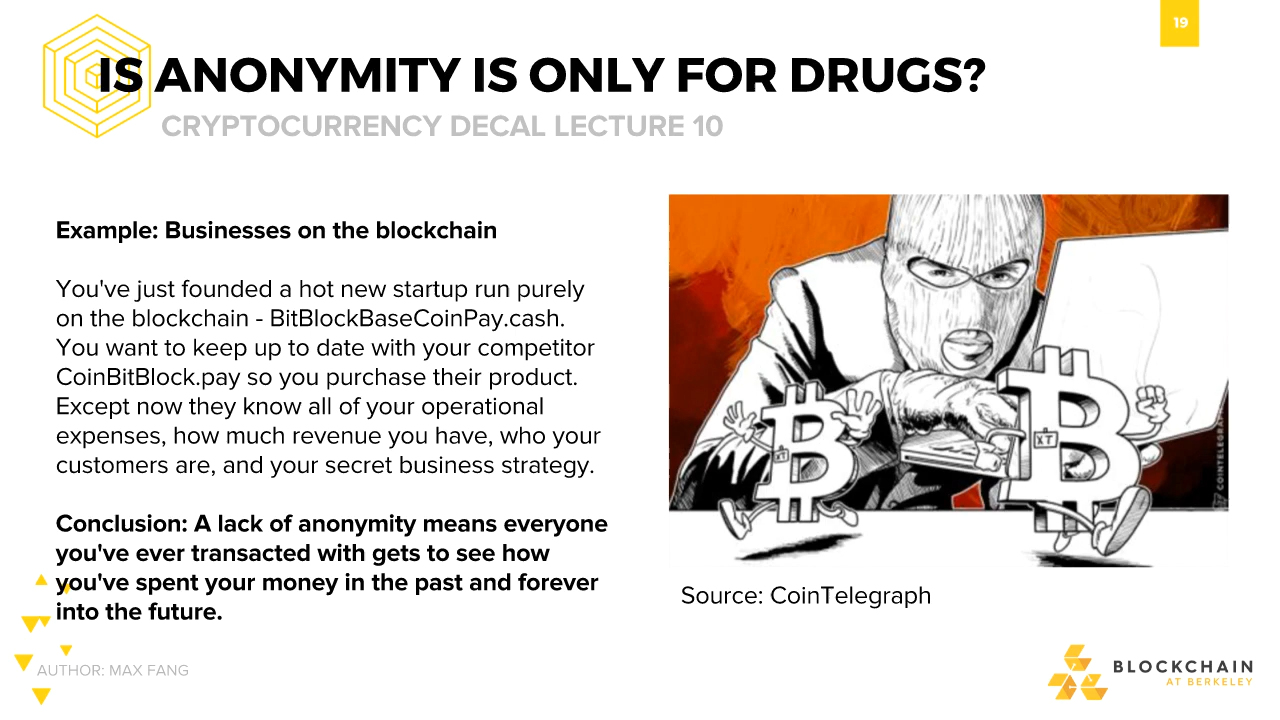 19
IS ANONYMITY IS ONLY FOR DRUGS?
CRYPTOCURRENCY DECAL LECTURE 10
Example: Businesses on the blockchain
You've just founded a hot new startup run purely
on the blockchain - BitBlockBaseCoinPay.cash.
You want to keep up to date with your competitor
CoinBitBlock.pay so you purchase their product.
Except now they know all of your operational
expenses, how much revenue you have, who your
customers are, and your secret business strategy.
Conclusion: A lack of anonymity means everyone
you've ever transacted with gets to see how
you've spent your money in the past and forever
into the future.
XT
XT
COINTELEGRAPH
Source: CoinTelegraph
AUTHOR: MAX FANG
BLOCKCHAIN
AT BERKELEY